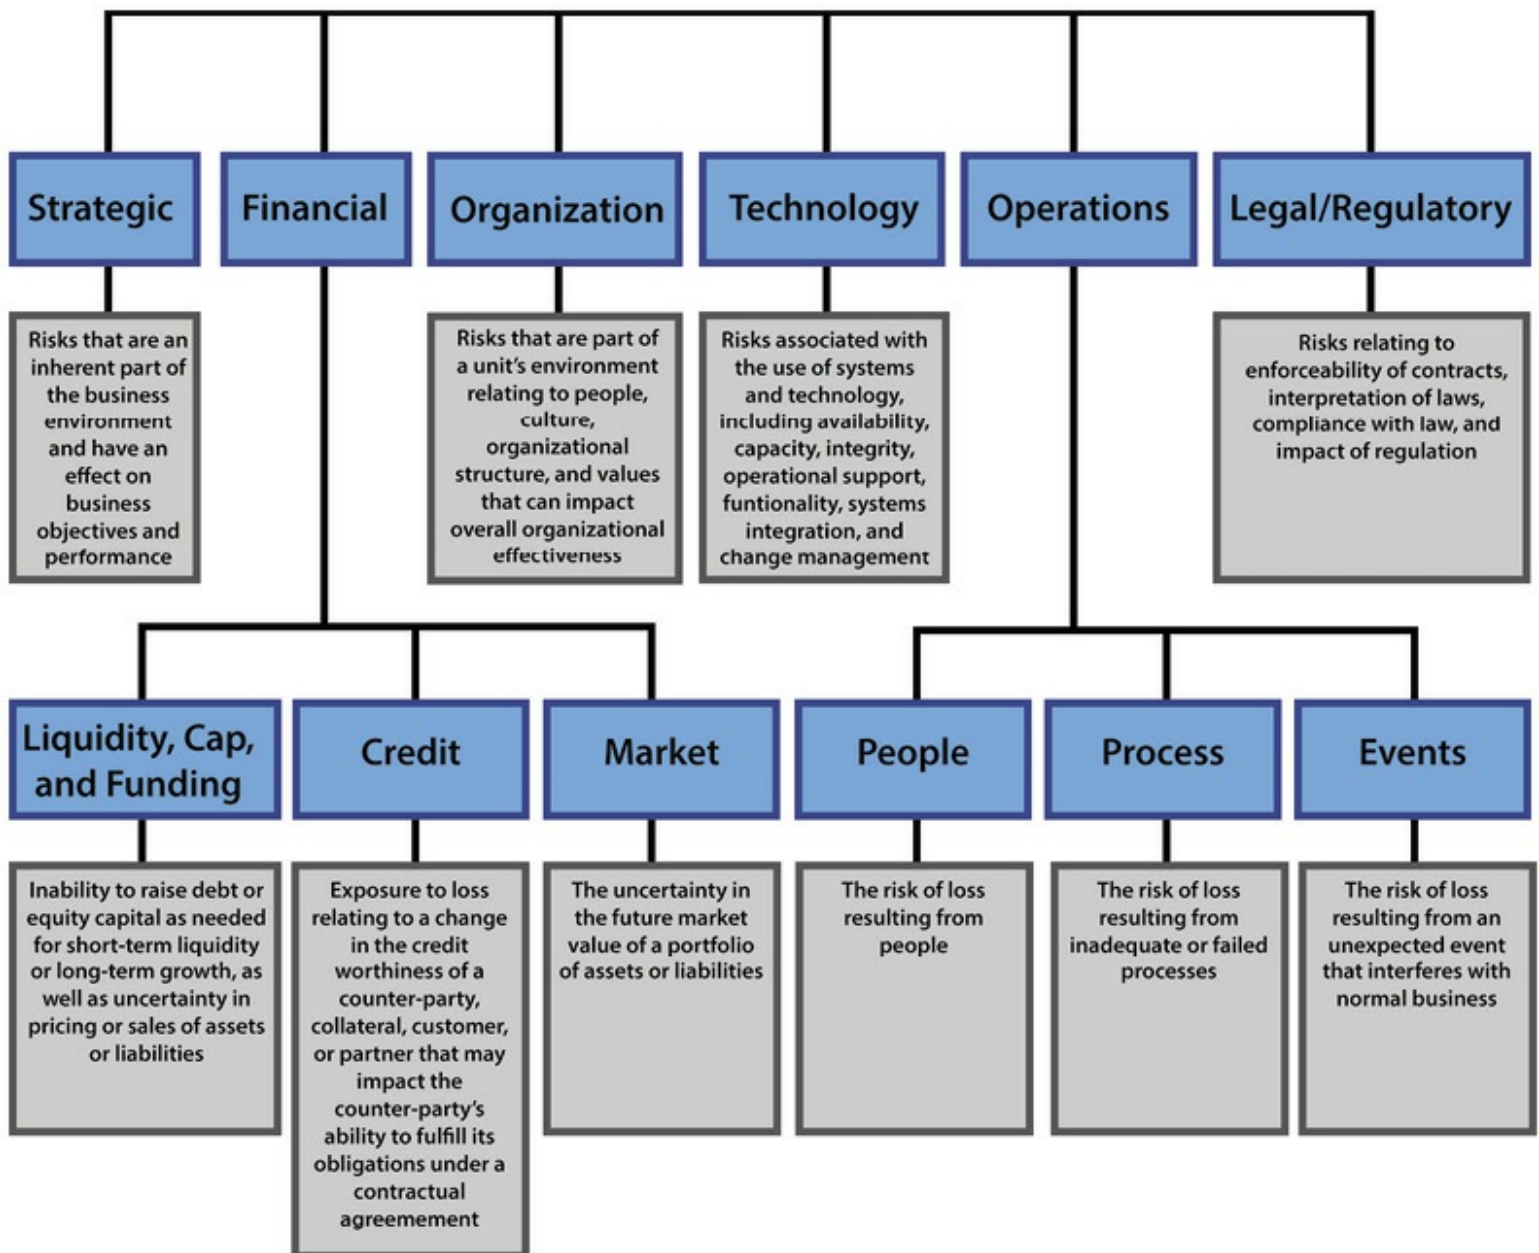 Strategic
Financial
Organization
Technology
Operations
Legal/Regulatory
Risks that are an
inherent part of
the business
environment
and have an
effect on
business
objectives and
performance
Risks that are part of
a unit's environment
relating to people,
culture,
organizational
structure, and values
that can impact
overall organizational
effectiveness
Risks associated with
the use of systems
and technology,
including availability,
capacity, integrity,
operational support,
funtionality, systems
integration, and
change management
Risks relating to
enforceability of contracts,
interpretation of laws,
compliance with law, and
impact of regulation
Liquidity, Cap,
and Funding
Credit
Market
People
Process
Events
Inability to raise debt or
equity capital as needed
for short-term liquidity
or long-term growth, as
well as uncertainty in
pricing or sales of assets
or liabilities
Exposure to loss
relating to a change
in the credit
worthiness of a
counter-party,
collateral, customer,
or partner that may
impact the
counter-party's
ability to fulfill its
obligations under a
contractual
agreemement
The uncertainty in
the future market
value of a portfolio
of assets or liabilities
The risk of loss
resulting from
people
The risk of loss
resulting from
inadequate or failed
processes
The risk of loss
resulting from an
unexpected event
that interferes with
normal business